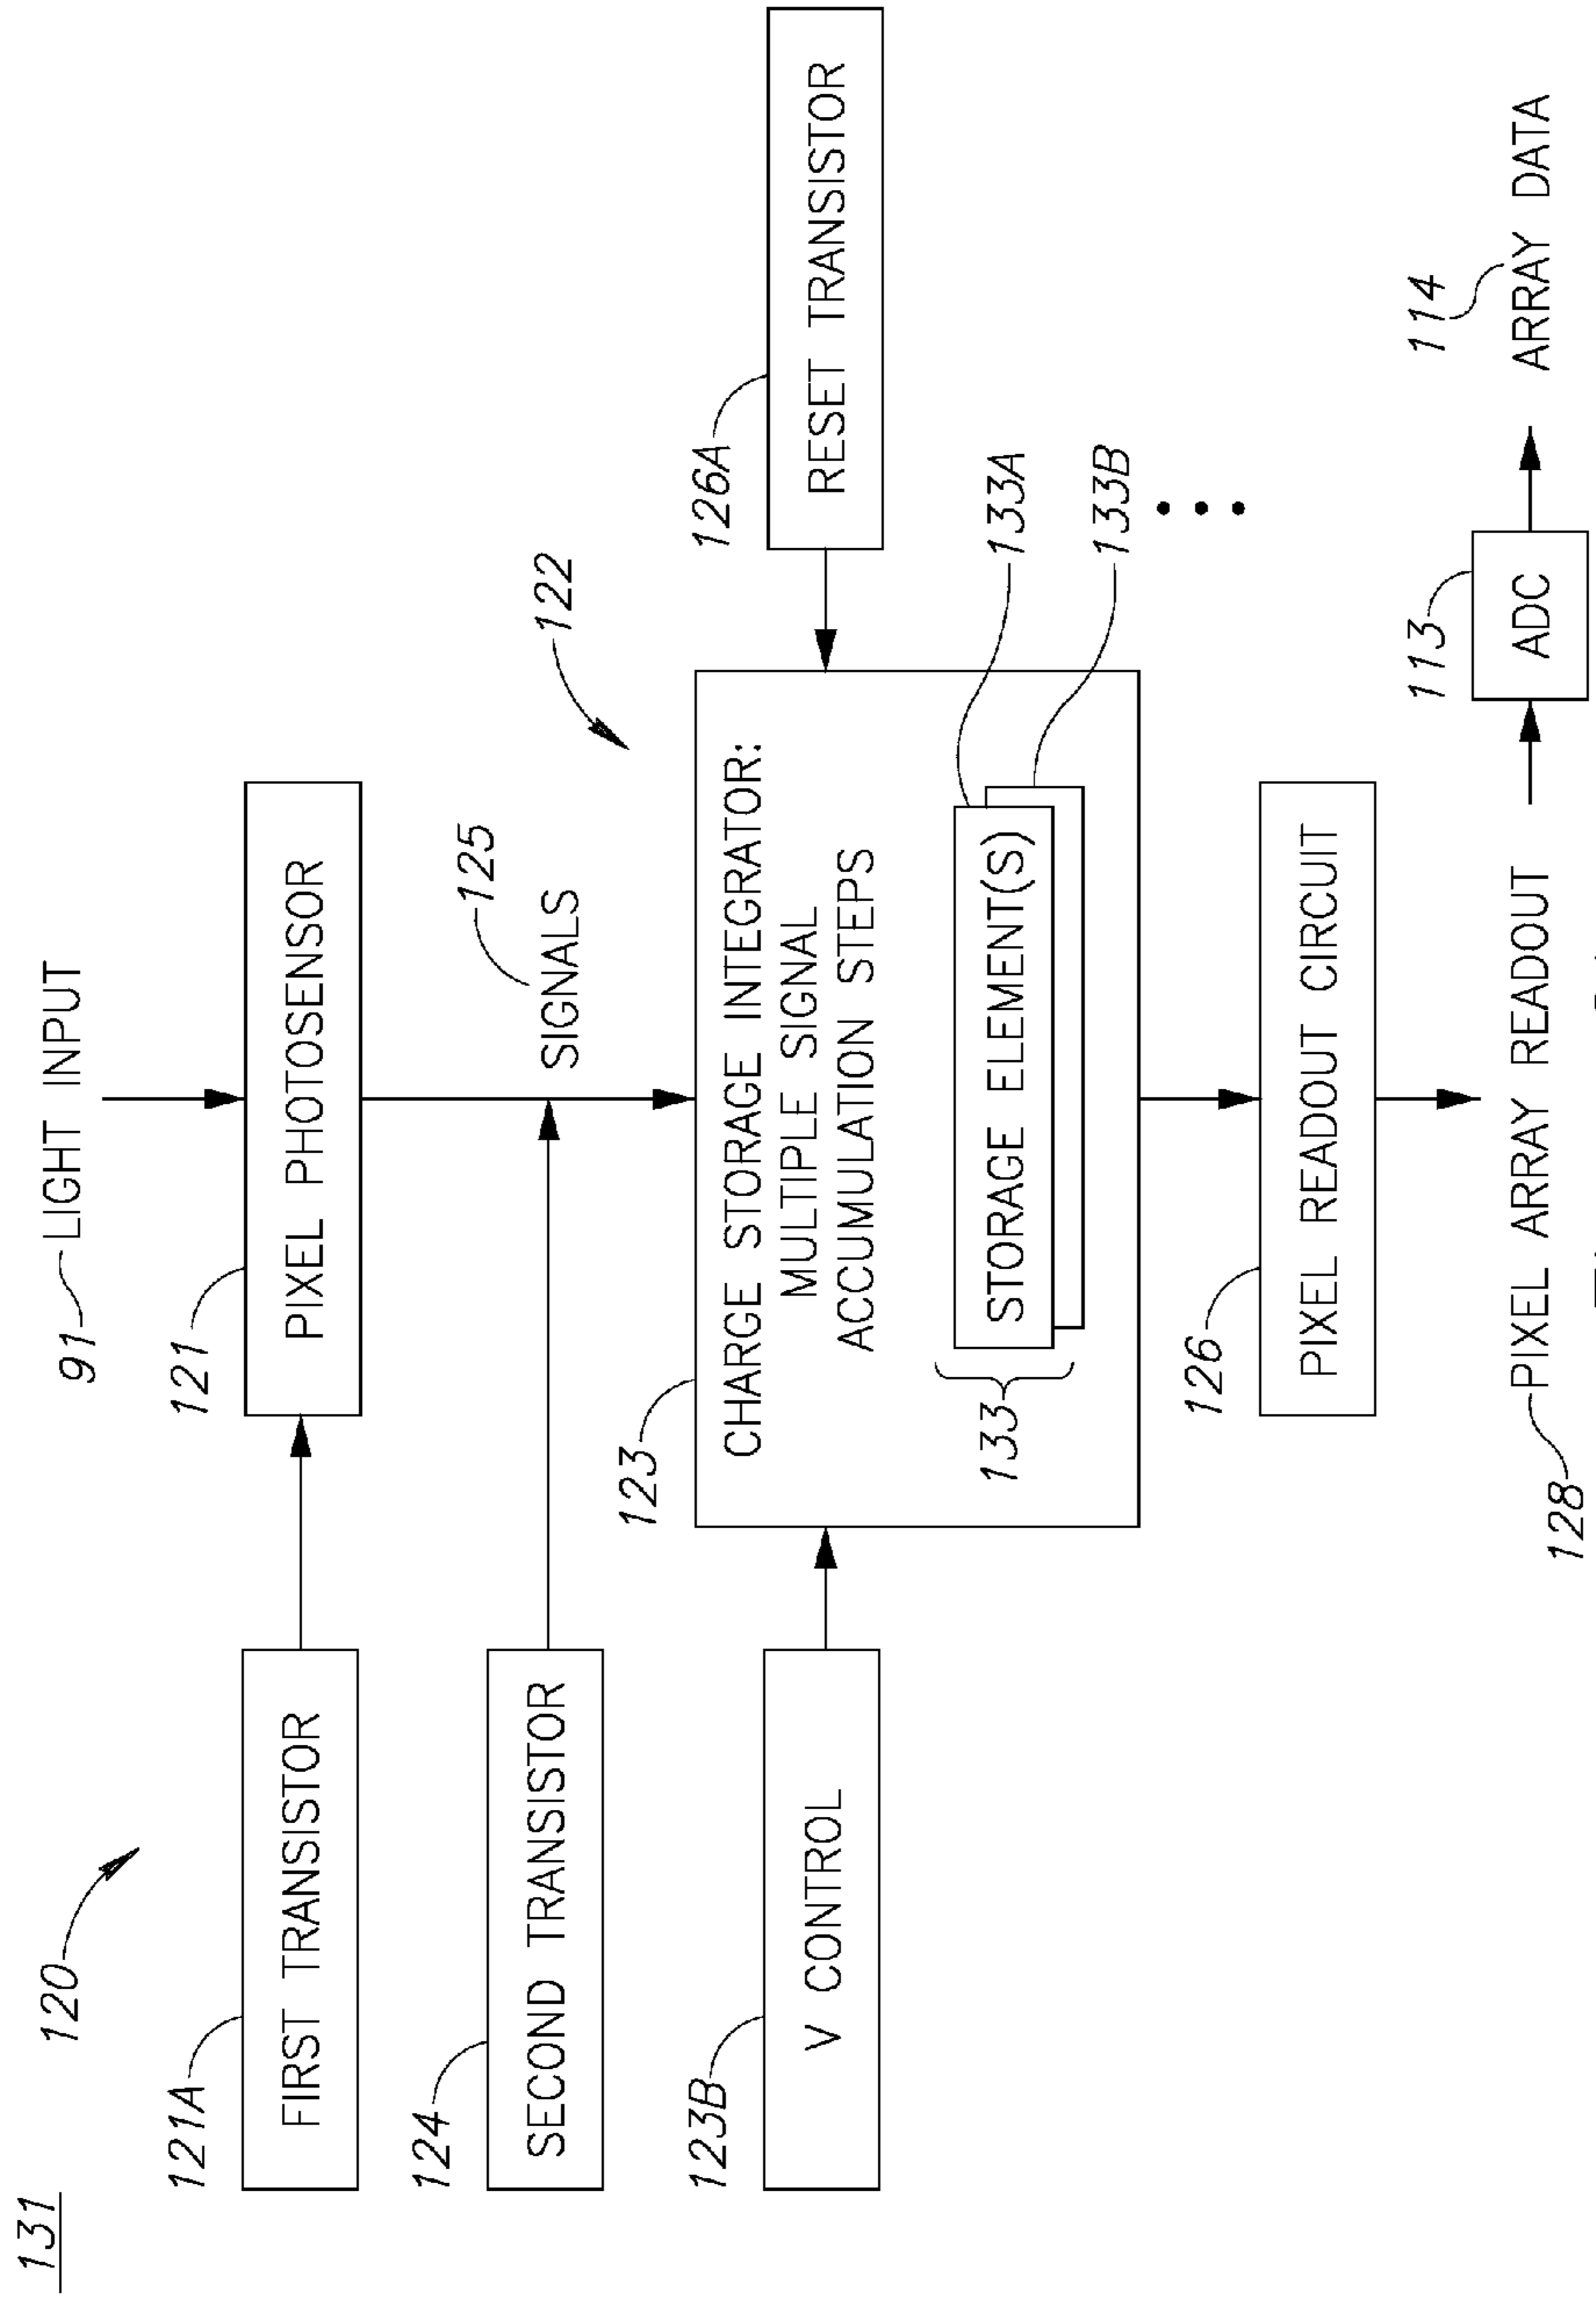 131
120
91
LIGHT INPUT
121A
FIRST TRANSISTOR
121
PIXEL PHOTOSENSOR
125
SIGNALS
124
SECOND TRANSISTOR
122
123
CHARGE STORAGE INTEGRATOR:
MULTIPLE SIGNAL
ACCUMULATION STEPS
123B
V CONTROL
126A
RESET TRANSISTOR
133
STORAGE ELEMENT(S)
133A
133B
126
PIXEL READOUT CIRCUIT
128
PIXEL ARRAY READOUT
113
ADC
114
ARRAY DATA